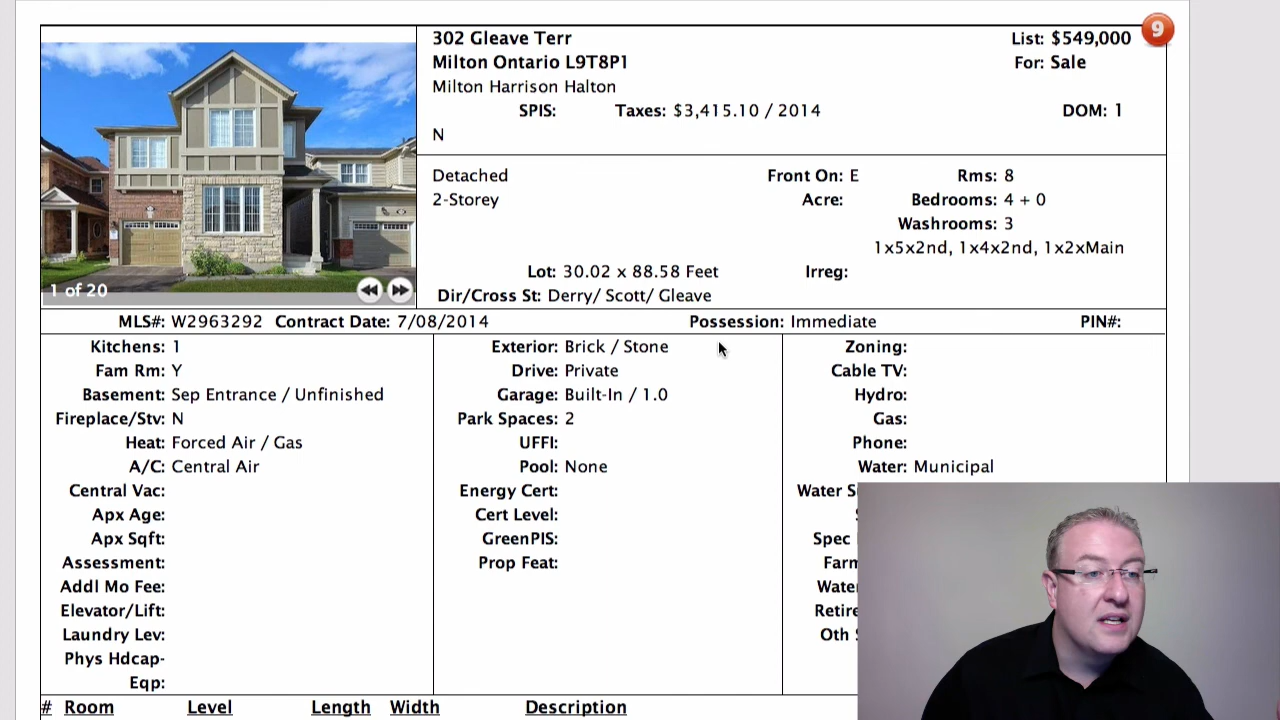 9
302 Gleave Terr List: $549,000
Milton Ontario L9T8P1 For: Sale
Milton Harrison Halton
SPIS: Taxes: $3,415.10 / 2014 DOM: 1
N
Detached Front On: E Rms: 8
2-Storey Acre: Bedrooms: 4 + 0
Washrooms: 3
1x5x2nd, 1x4x2nd, 1x2xMain
Lot: 30.02 x 88.58 Feet Irreg:
1 of 20 Dir/Cross St: Derry/ Scott/ Gleave
MLS#: W2963292 Contract Date: 7/08/2014 Possession: Immediate PIN#:
Kitchens: 1 Exterior: Brick / Stone Zoning:
Fam Rm: Y Drive: Private Cable TV:
Basement: Sep Entrance / Unfinished Garage: Built-In / 1.0 Hydro:
Fireplace/Stv: N Park Spaces: 2 Gas:
Heat: Forced Air / Gas UFFI: Phone:
A/C: Central Air Pool: None Water: Municipal
Central Vac: Energy Cert: Water
Apx Age: Cert Level:
Apx Sqft: GreenPIS: Spec
Assessment: Prop Feat: Farm
Addl Mo Fee: Water
Elevator/Lift: Retire
Laundry Lev: Oth
Phys Hdcap-
Eqp:
# Room Level Length Width Description